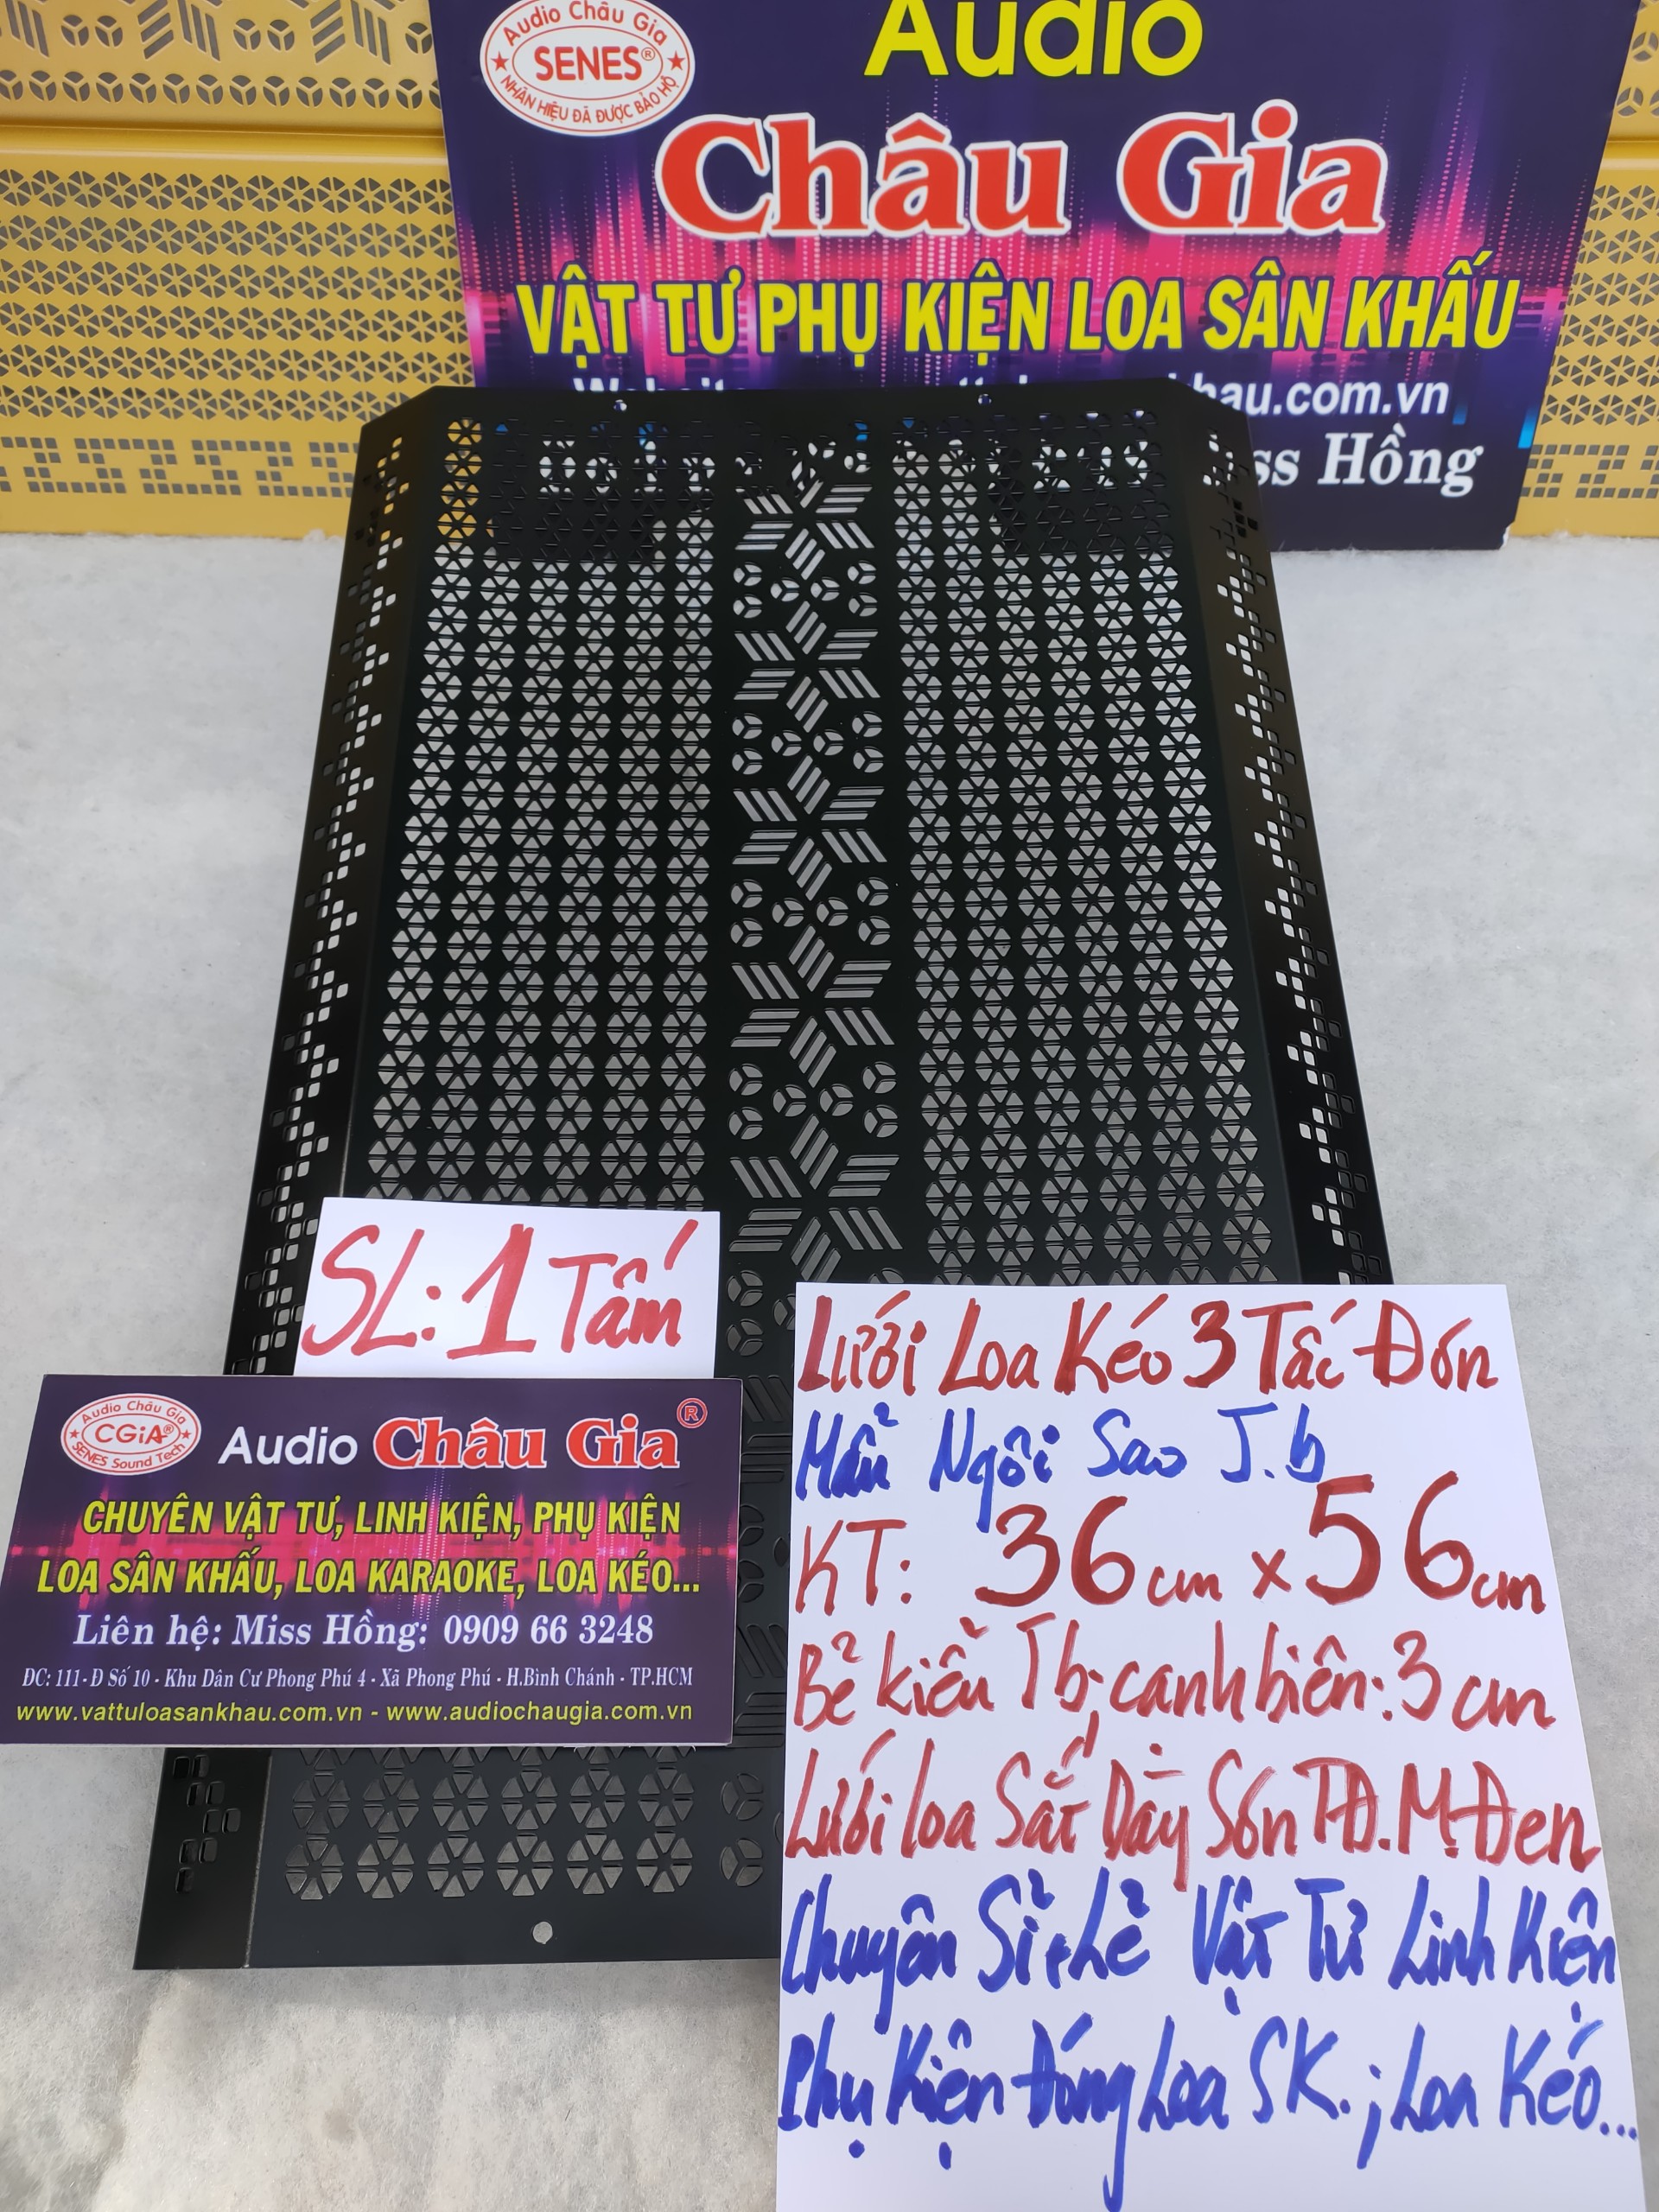 Audio Châu Gia
SENES®
NHÃN HIỆU ĐÃ ĐƯỢC BẢO HỘ
Audio
Châu Gia
VẬT TƯ PHỤ KIỆN LOA SÂN KHẤU
hau.com.vn
ss Hồng
SL: 1 Tấm
Audio Châu Gia
CGiA®
SENES Sound Tech
Audio Châu Gia®
CHUYÊN VẬT TƯ, LINH KIỆN, PHỤ KIỆN
LOA SÂN KHẤU, LOA KARAOKE, LOA KÉO...
Liên hệ: Miss Hồng: 0909 66 3248
ĐC: 111 - Đ Số 10 - Khu Dân Cư Phong Phú 4 - Xã Phong Phú - H.Bình Chánh - TP.HCM
www.vattuloasankhau.com.vn - www.audiochaugia.com.vn
Lưới Loa Kéo 3 Tấc Đơn
Mẫu Ngôi Sao J.b
KT: 36cm x 56cm
Bẻ kiểu Jb; cạnh biên: 3cm
Lưới loa Sắt Dày Sơn TĐ.M.Đen
Chuyên Sỉ + Lẻ Vật Tư Linh Kiện
Phụ Kiện Đóng Loa SK.; Loa Kéo...